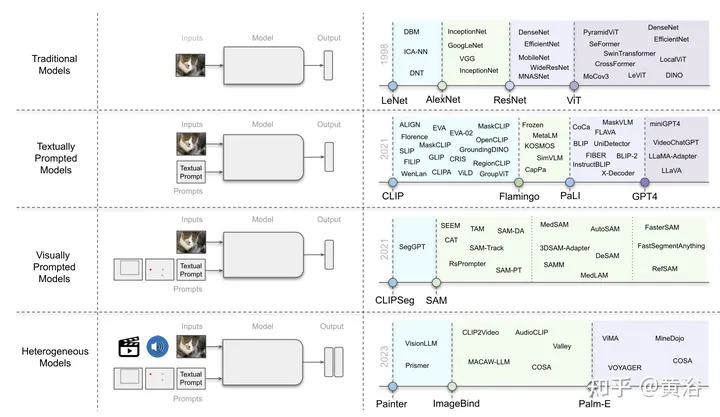 Traditional
Models
Inputs
Model
Output
1998
DBM
ICA-NN
DNT
InceptionNet
GoogLeNet
VGG
InceptionNet
DenseNet
EfficientNet
MobileNet
WideResNet
MNASNet
PyramidViT
DenseNet
SeFormer
EfficientNet
SwinTransformer
CrossFormer
LocalViT
MoCov3
LeViT
DINO
LeNet
AlexNet
ResNet
ViT
Textually
Prompted
Models
Inputs
Model
Output
Textual
Prompt
Prompts
2021
ALIGN
EVA
MaskCLIP
Florence
EVA-02
OpenCLIP
SLIP
MaskCLIP
GroundingDINO
FILIP
GLIP
CRIS
RegionCLIP
WenLan
CLIPA
ViLD
GroupViT
Frozen
MetaLM
KOSMOS
SimVLM
CapPa
CoCa
MaskVLM
FLAVA
BLIP
UniDetector
FIBER
BLIP-2
InstructBLIP
X-Decoder
miniGPT4
VideoChatGPT
LLaMA-Adapter
LLaVA
CLIP
Flamingo
PaLI
GPT4
Visually
Prompted
Models
Inputs
Model
Output
Textual
Prompt
Prompts
2021
SegGPT
SEEM
TAM
SAM-DA
CAT
SAM-Track
RsPrompter
SAM-PT
MedSAM
AutoSAM
3DSAM-Adapter
DeSAM
SAMM
MedLAM
FasterSAM
FastSegmentAnything
RefSAM
CLIPSeg
SAM
Heterogeneous
Models
Inputs
Model
Output
Textual
Prompt
Prompts
2023
VisionLLM
Prismer
CLIP2Video
AudioCLIP
Valley
MACAW-LLM
COSA
ViMA
MineDojo
COSA
VOYAGER
Painter
ImageBind
Palm-E
知乎 @黄浴